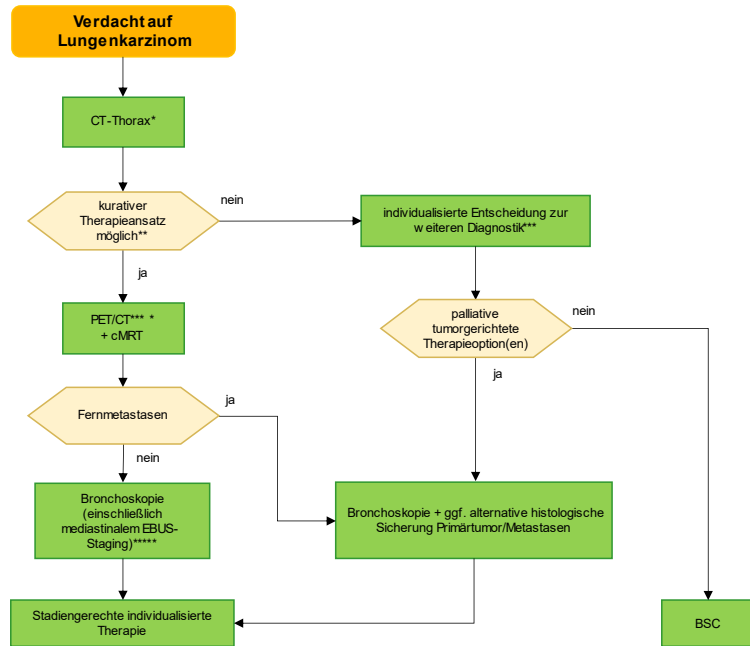 Verdacht auf
Lungenkarzinom
CT-Thorax*
kurativer
Therapieansatz
möglich**
nein
individualisierte Entscheidung zur
weiteren Diagnostik***
ja
PET/CT*** *
+ cMRT
palliative
tumorgerichtete
Therapieoption(en)
nein
ja
Fernmetastasen
ja
nein
Bronchoskopie
(einschließlich
mediastinalem EBUS-
Staging)*****
Bronchoskopie + ggf. alternative histologische
Sicherung Primärtumor/Metastasen
Stadiengerechte individualisierte
Therapie
BSC